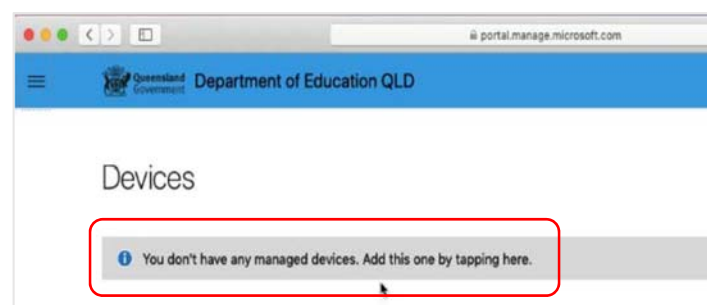 portal.manage.microsoft.com
Queensland Government
Department of Education QLD
Devices
You don't have any managed devices. Add this one by tapping here.